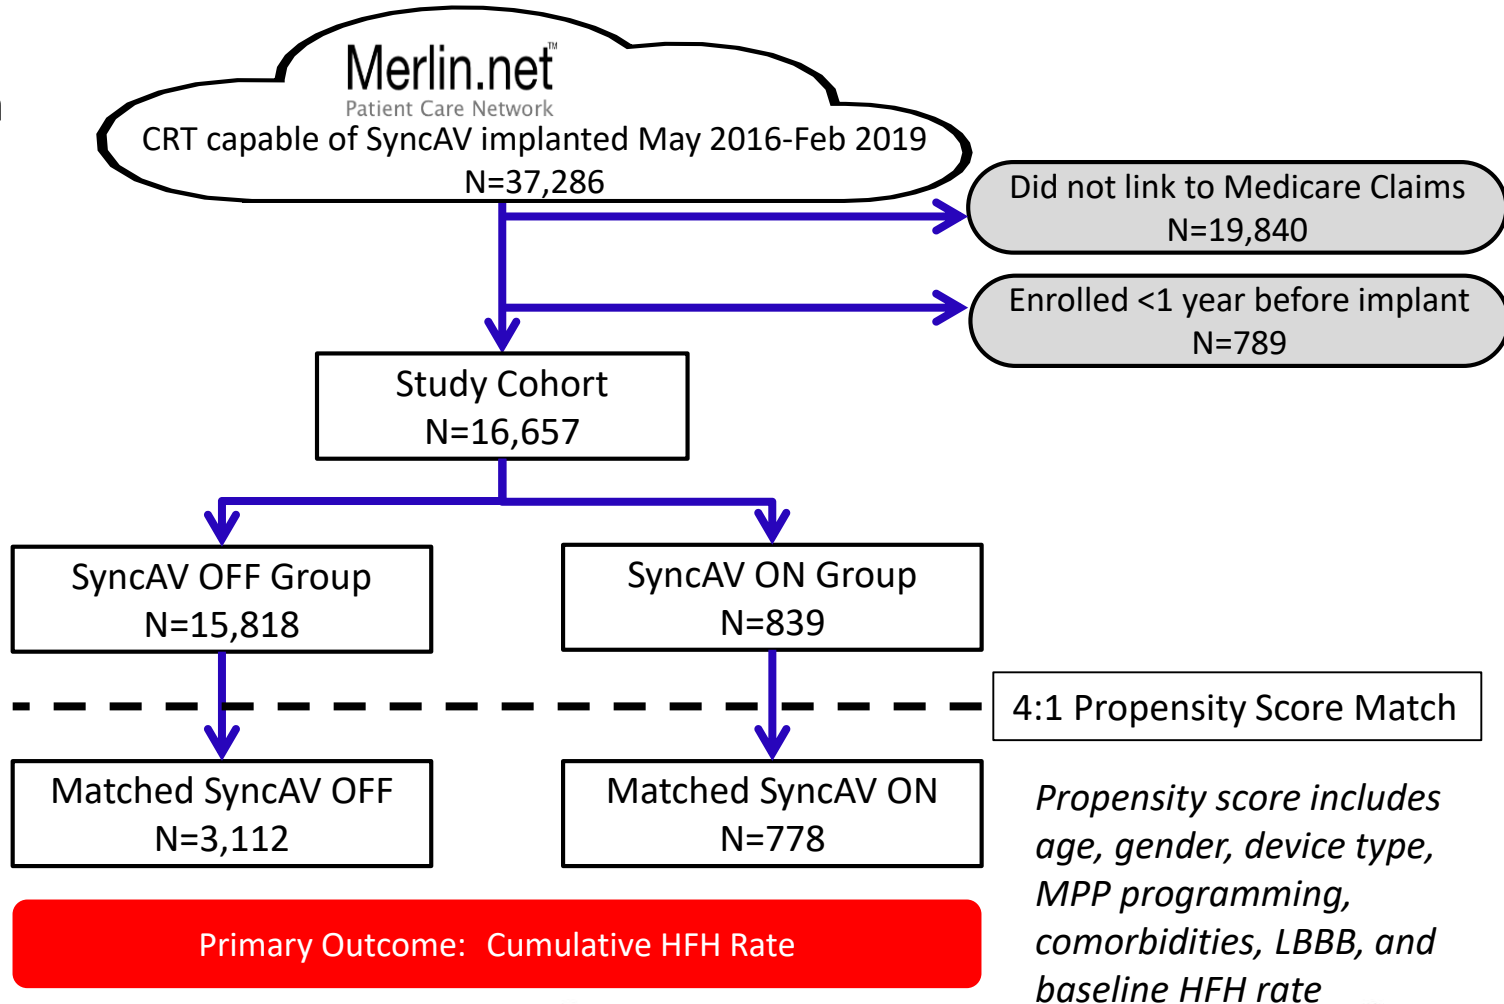 Merlin.net™
Patient Care Network
CRT capable of SyncAV implanted May 2016-Feb 2019
N=37,286
Did not link to Medicare Claims
N=19,840
Enrolled <1 year before implant
N=789
Study Cohort
N=16,657
SyncAV OFF Group
N=15,818
SyncAV ON Group
N=839
4:1 Propensity Score Match
Matched SyncAV OFF
N=3,112
Matched SyncAV ON
N=778
Propensity score includes
age, gender, device type,
MPP programming,
comorbidities, LBBB, and
baseline HFH rate
Primary Outcome: Cumulative HFH Rate